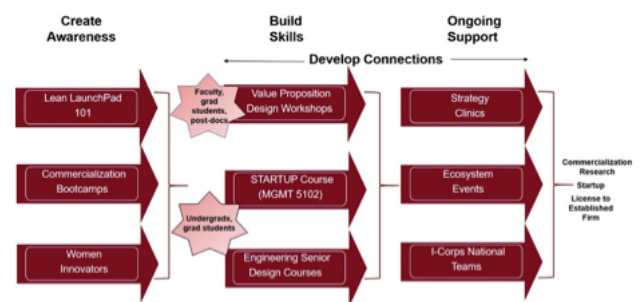 Create
Awareness
Build
Skills
Ongoing
Support
Develop Connections
Lean LaunchPad
101
Faculty,
grad
students,
post-docs
Value Proposition
Design Workshops
Strategy
Clinics
Commercialization
Bootcamps
STARTUP Course
(MGMT 5102)
Ecosystem
Events
Commercialization
Research
Startup
License to
Established
Firm
Undergrads,
grad students
Women
Innovators
Engineering Senior
Design Courses
I-Corps National
Teams